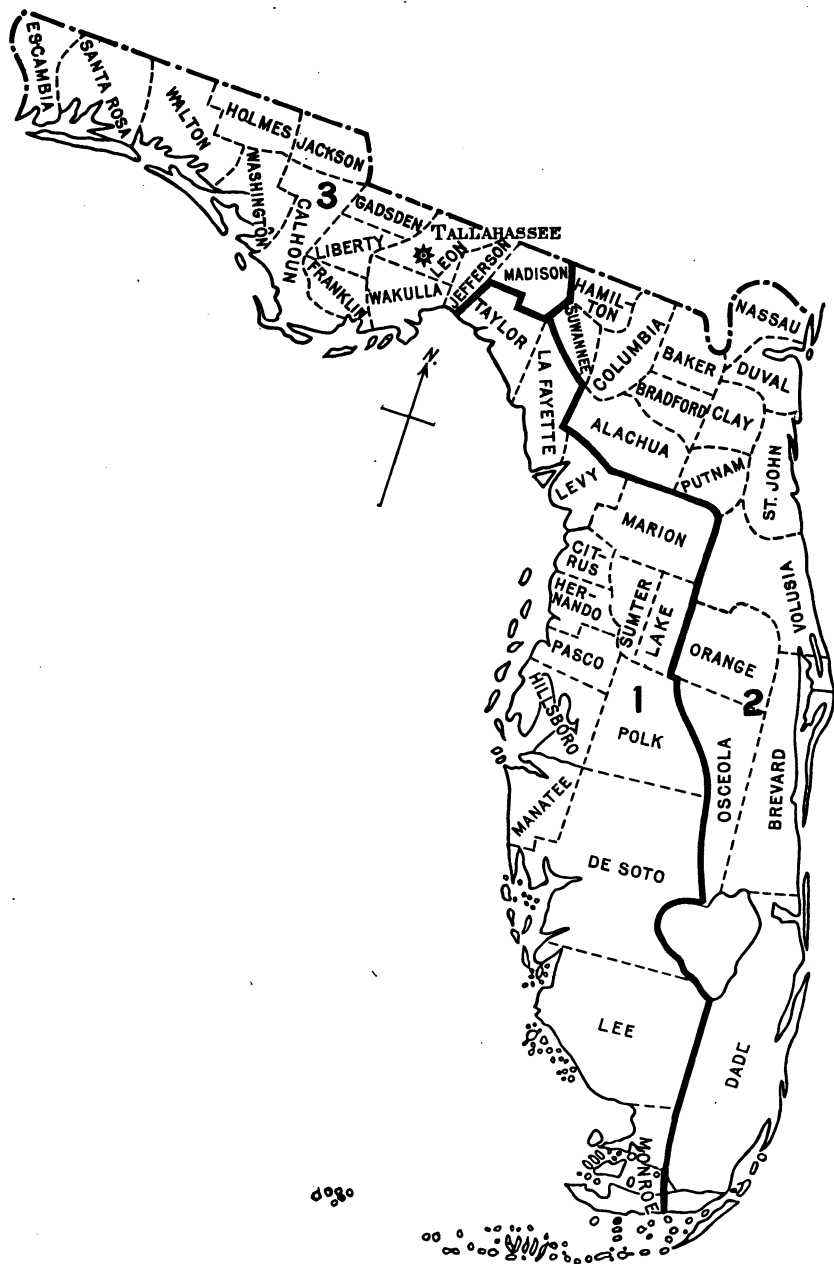 ESCAMBIA
SANTA ROSA
WALTON
HOLMES
JACKSON
WASHINGTON
3
CALHOUN
GADSDEN
TALLAHASSEE
LIBERTY
LEON
JEFFERSON
FRANKLIN
WAKULLA
MADISON
HAMIL-
TON
TAYLOR
SUWANNEE
COLUMBIA
NASSAU
LA FAYETTE
BAKER
DUVAL
BRADFORD
CLAY
N.
ALACHUA
PUTNAM
ST. JOHN
LEVY
MARION
CIT-
RUS
HER-
NANDO
SUMTER
LAKE
VOLUSIA
PASCO
ORANGE
HILLSBORO
1
2
POLK
OSCEOLA
BREVARD
MANATEE
DE SOTO
LEE
DADE
MONROE